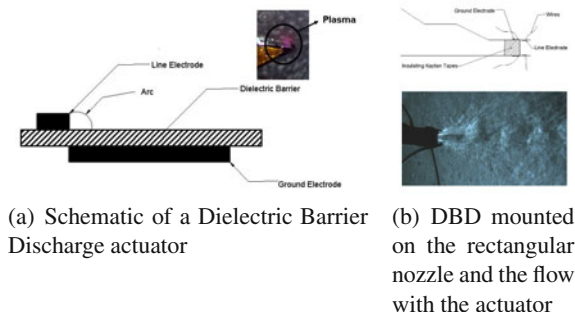 Plasma
Line Electrode
Arc
Dielectric Barrier
Ground Electrode
(a) Schematic of a Dielectric Barrier
Discharge actuator
Ground Electrode
Wires
Line Electrode
Insulating Kapton Tapes
(b) DBD mounted
on the rectangular
nozzle and the flow
with the actuator